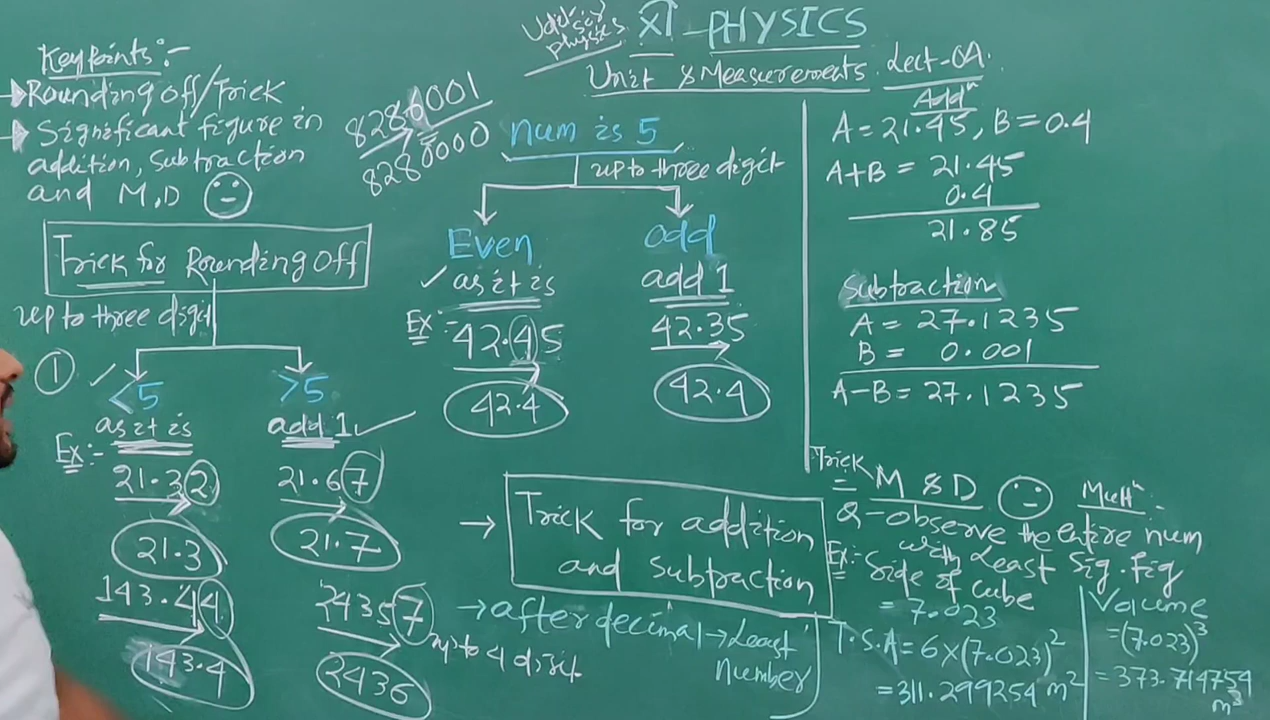 Udit sir
Physics
XI - PHYSICS
Unit & Measurements. Lect-04.
Key Points:-
→ Rounding off/Trick
→ Significant figure in
addition, subtraction
and M,D
Trick for Rounding Off
up to three digit
①
<5
as it is
Ex:-
21.32
21.3
143.44
143.4
>5
add 1
21.67
21.7
24357
up to 4 digit.
2436
8286001
8280000
num is 5
up to three digit
Even
as it is
Ex:-
42.45
42.4
odd
add 1
42.35
42.4
→ Trick for addition
and subtraction
→ after decimal → Least
number
Addn
A = 21.45, B = 0.4
A+B = 21.45
0.4
21.85
Subtraction
A = 27.1235
B = 0.001
A-B = 27.1235
Trick
= M & D
Multn:-
Q - observe the entire num
with Least Sig. fig
Ex:- Side of cube
= 7.023
T.S.A = 6×(7.023)²
= 311.299254 m²
Volume
= (7.023)³
= 373.714754
m³